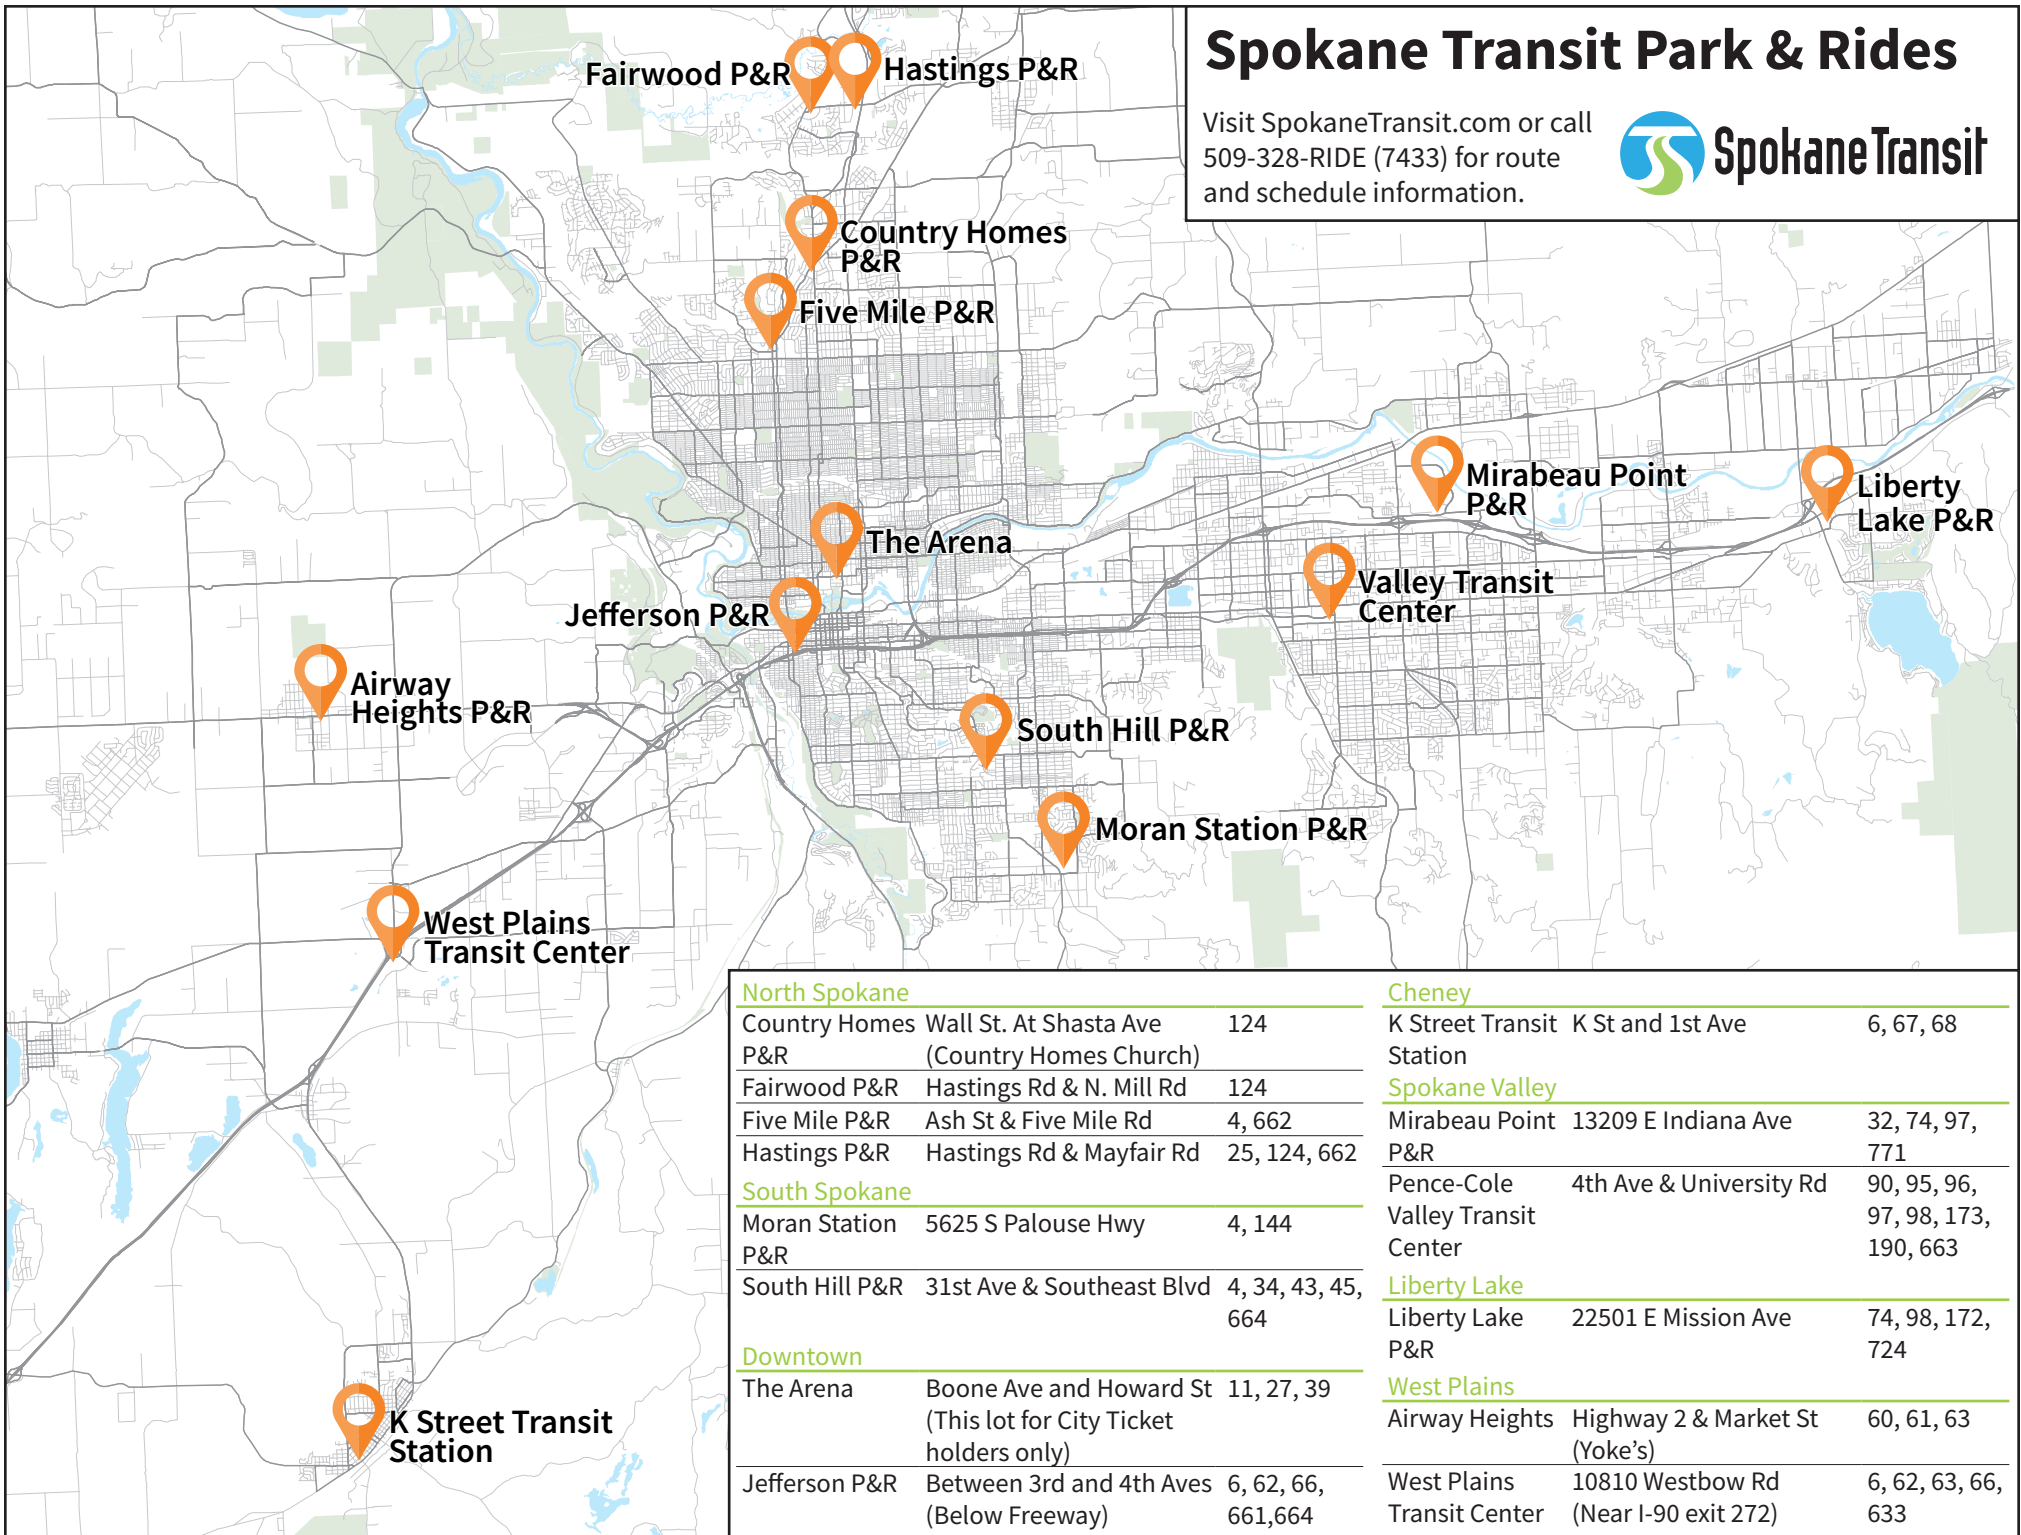 Spokane Transit Park & Rides
Visit SpokaneTransit.com or call
509-328-RIDE (7433) for route
and schedule information.
Spokane Transit
Fairwood P&R
Hastings P&R
Country Homes
P&R
Five Mile P&R
Mirabeau Point
P&R
Liberty
Lake P&R
The Arena
Valley Transit
Center
Jefferson P&R
Airway
Heights P&R
South Hill P&R
Moran Station P&R
West Plains
Transit Center
K Street Transit
Station
North Spokane
Country Homes Wall St. At Shasta Ave 124
P&R (Country Homes Church)
Fairwood P&R Hastings Rd & N. Mill Rd 124
Five Mile P&R Ash St & Five Mile Rd 4, 662
Hastings P&R Hastings Rd & Mayfair Rd 25, 124, 662
South Spokane
Moran Station 5625 S Palouse Hwy 4, 144
P&R
South Hill P&R 31st Ave & Southeast Blvd 4, 34, 43, 45,
664
Downtown
The Arena Boone Ave and Howard St 11, 27, 39
(This lot for City Ticket
holders only)
Jefferson P&R Between 3rd and 4th Aves 6, 62, 66,
(Below Freeway) 661,664
Cheney
K Street Transit K St and 1st Ave 6, 67, 68
Station
Spokane Valley
Mirabeau Point 13209 E Indiana Ave 32, 74, 97,
P&R 771
Pence-Cole 4th Ave & University Rd 90, 95, 96,
Valley Transit 97, 98, 173,
Center 190, 663
Liberty Lake
Liberty Lake 22501 E Mission Ave 74, 98, 172,
P&R 724
West Plains
Airway Heights Highway 2 & Market St 60, 61, 63
(Yoke’s)
West Plains 10810 Westbow Rd 6, 62, 63, 66,
Transit Center (Near I-90 exit 272) 633